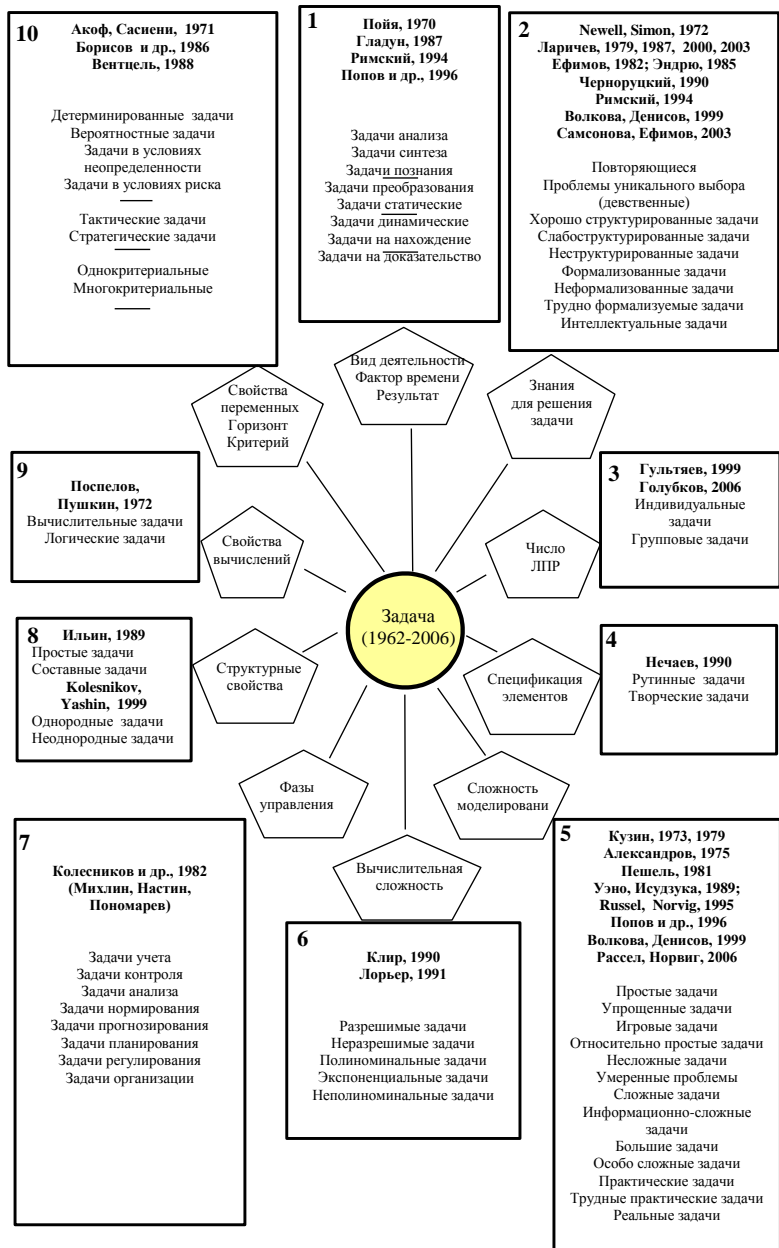 10
Акоф, Сасиени, 1971
Борисов и др., 1986
Вентцель, 1988
Детерминированные задачи
Вероятностные задачи
Задачи в условиях
неопределенности
Задачи в условиях риска
Тактические задачи
Стратегические задачи
Однокритериальные
Многокритериальные
1
Пойя, 1970
Гладун, 1987
Римский, 1994
Попов и др., 1996
Задачи анализа
Задачи синтеза
Задачи познания
Задачи преобразования
Задачи статические
Задачи динамические
Задачи на нахождение
Задачи на доказательство
2
Newell, Simon, 1972
Ларичев, 1979, 1987, 2000, 2003
Ефимов, 1982; Эндрю, 1985
Черноруцкий, 1990
Римский, 1994
Волкова, Денисов, 1999
Самсонова, Ефимов, 2003
Повторяющиеся
Проблемы уникального выбора
(девственные)
Хорошо структурированные задачи
Слабоструктурированные задачи
Неструктурированные задачи
Формализованные задачи
Неформализованные задачи
Трудно формализуемые задачи
Интеллектуальные задачи
Свойства
переменных
Горизонт
Критерий
Вид деятельности
Фактор времени
Результат
Знания
для решения
задачи
9
Поспелов,
Пушкин, 1972
Вычислительные задачи
Логические задачи
Свойства
вычислений
Число
ЛПР
3
Гультяев, 1999
Голубков, 2006
Индивидуальные
задачи
Групповые задачи
Задача
(1962-2006)
8
Ильин, 1989
Простые задачи
Составные задачи
Kolesnikov,
Yashin, 1999
Однородные задачи
Неоднородные задачи
Структурные
свойства
Спецификация
элементов
4
Нечаев, 1990
Рутинные задачи
Творческие задачи
Фазы
управления
Сложность
моделировани
Вычислительная
сложность
7
Колесников и др., 1982
(Михлин, Настин,
Пономарев)
Задачи учета
Задачи контроля
Задачи анализа
Задачи нормирования
Задачи прогнозирования
Задачи планирования
Задачи регулирования
Задачи организации
6
Клир, 1990
Лорьер, 1991
Разрешимые задачи
Неразрешимые задачи
Полиноминальные задачи
Экспоненциальные задачи
Неполиноминальные задачи
5
Кузин, 1973, 1979
Александров, 1975
Пешель, 1981
Уэно, Исудзука, 1989;
Russel, Norvig, 1995
Попов и др., 1996
Волкова, Денисов, 1999
Рассел, Норвиг, 2006
Простые задачи
Упрощенные задачи
Игровые задачи
Относительно простые задачи
Несложные задачи
Умеренные проблемы
Сложные задачи
Информационно-сложные
задачи
Большие задачи
Особо сложные задачи
Практические задачи
Трудные практические задачи
Реальные задачи